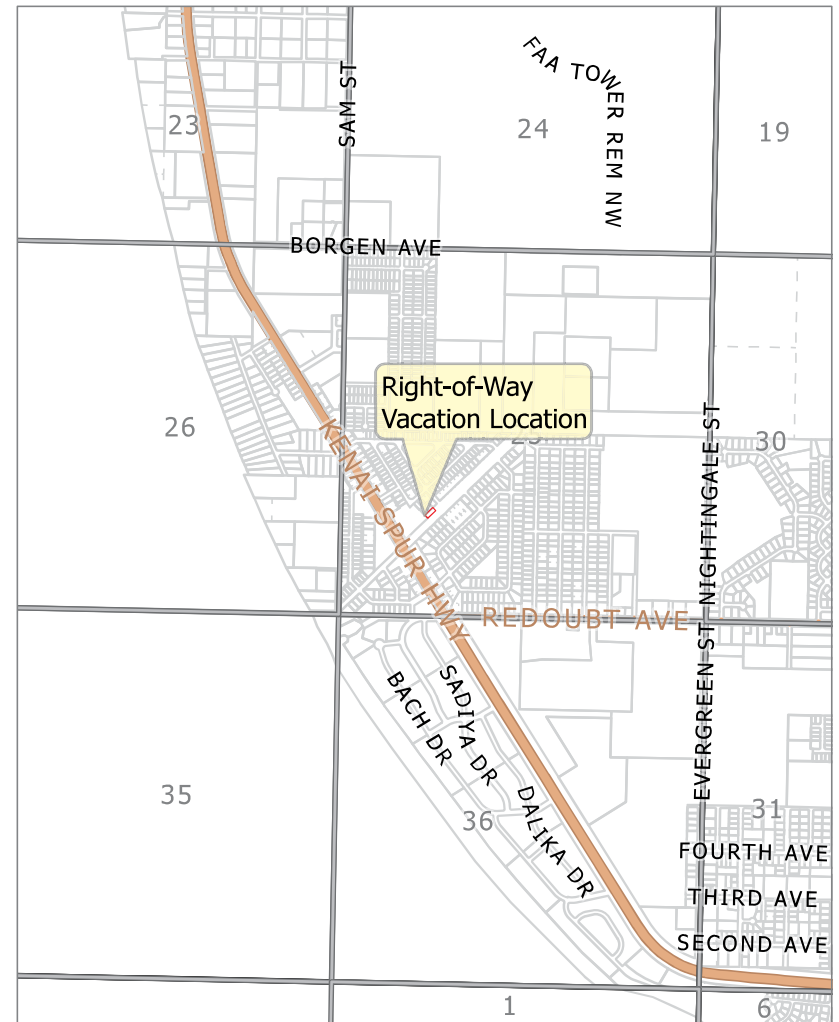 FAA TOWER REM NW
SAM ST
23
24
19
BORGEN AVE
Right-of-Way
Vacation Location
26
25
30
KENAI SPUR HWY
NIGHTINGALE ST
REDOUBT AVE
EVERGREEN ST
BACH DR
SADIYA DR
DALIKA DR
35
36
31
FOURTH AVE
THIRD AVE
SECOND AVE
1
6